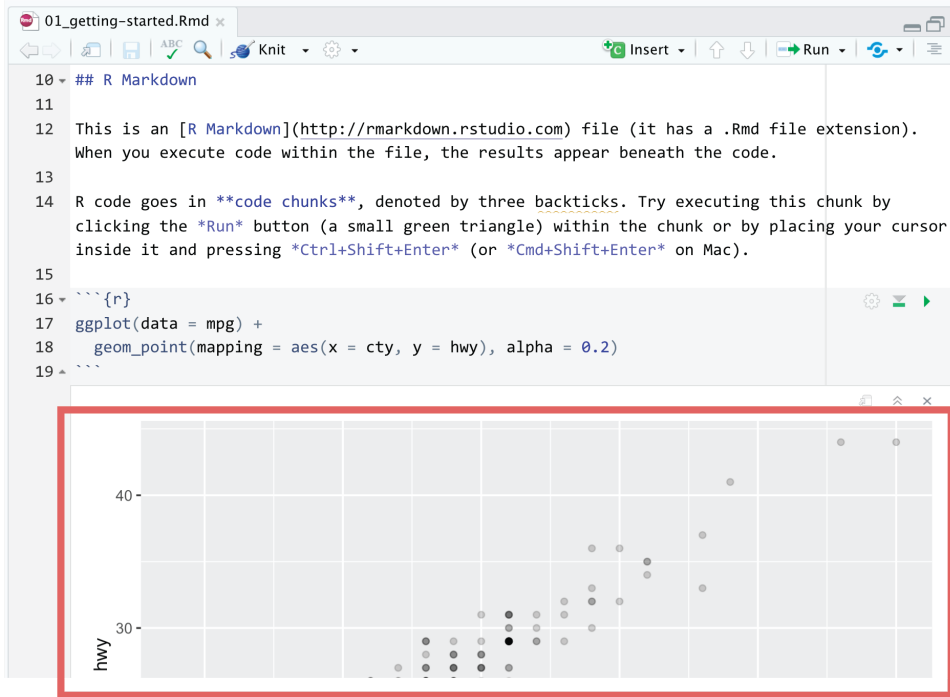 01_getting-started.Rmd
ABC Knit Insert Run
10 ## R Markdown
11
12 This is an [R Markdown](http://rmarkdown.rstudio.com) file (it has a .Rmd file extension).
When you execute code within the file, the results appear beneath the code.
13
14 R code goes in **code chunks**, denoted by three backticks. Try executing this chunk by
clicking the *Run* button (a small green triangle) within the chunk or by placing your cursor
inside it and pressing *Ctrl+Shift+Enter* (or *Cmd+Shift+Enter* on Mac).
15
16 ```{r}
17 ggplot(data = mpg) +
18   geom_point(mapping = aes(x = cty, y = hwy), alpha = 0.2)
19 ```
40
30
hwy